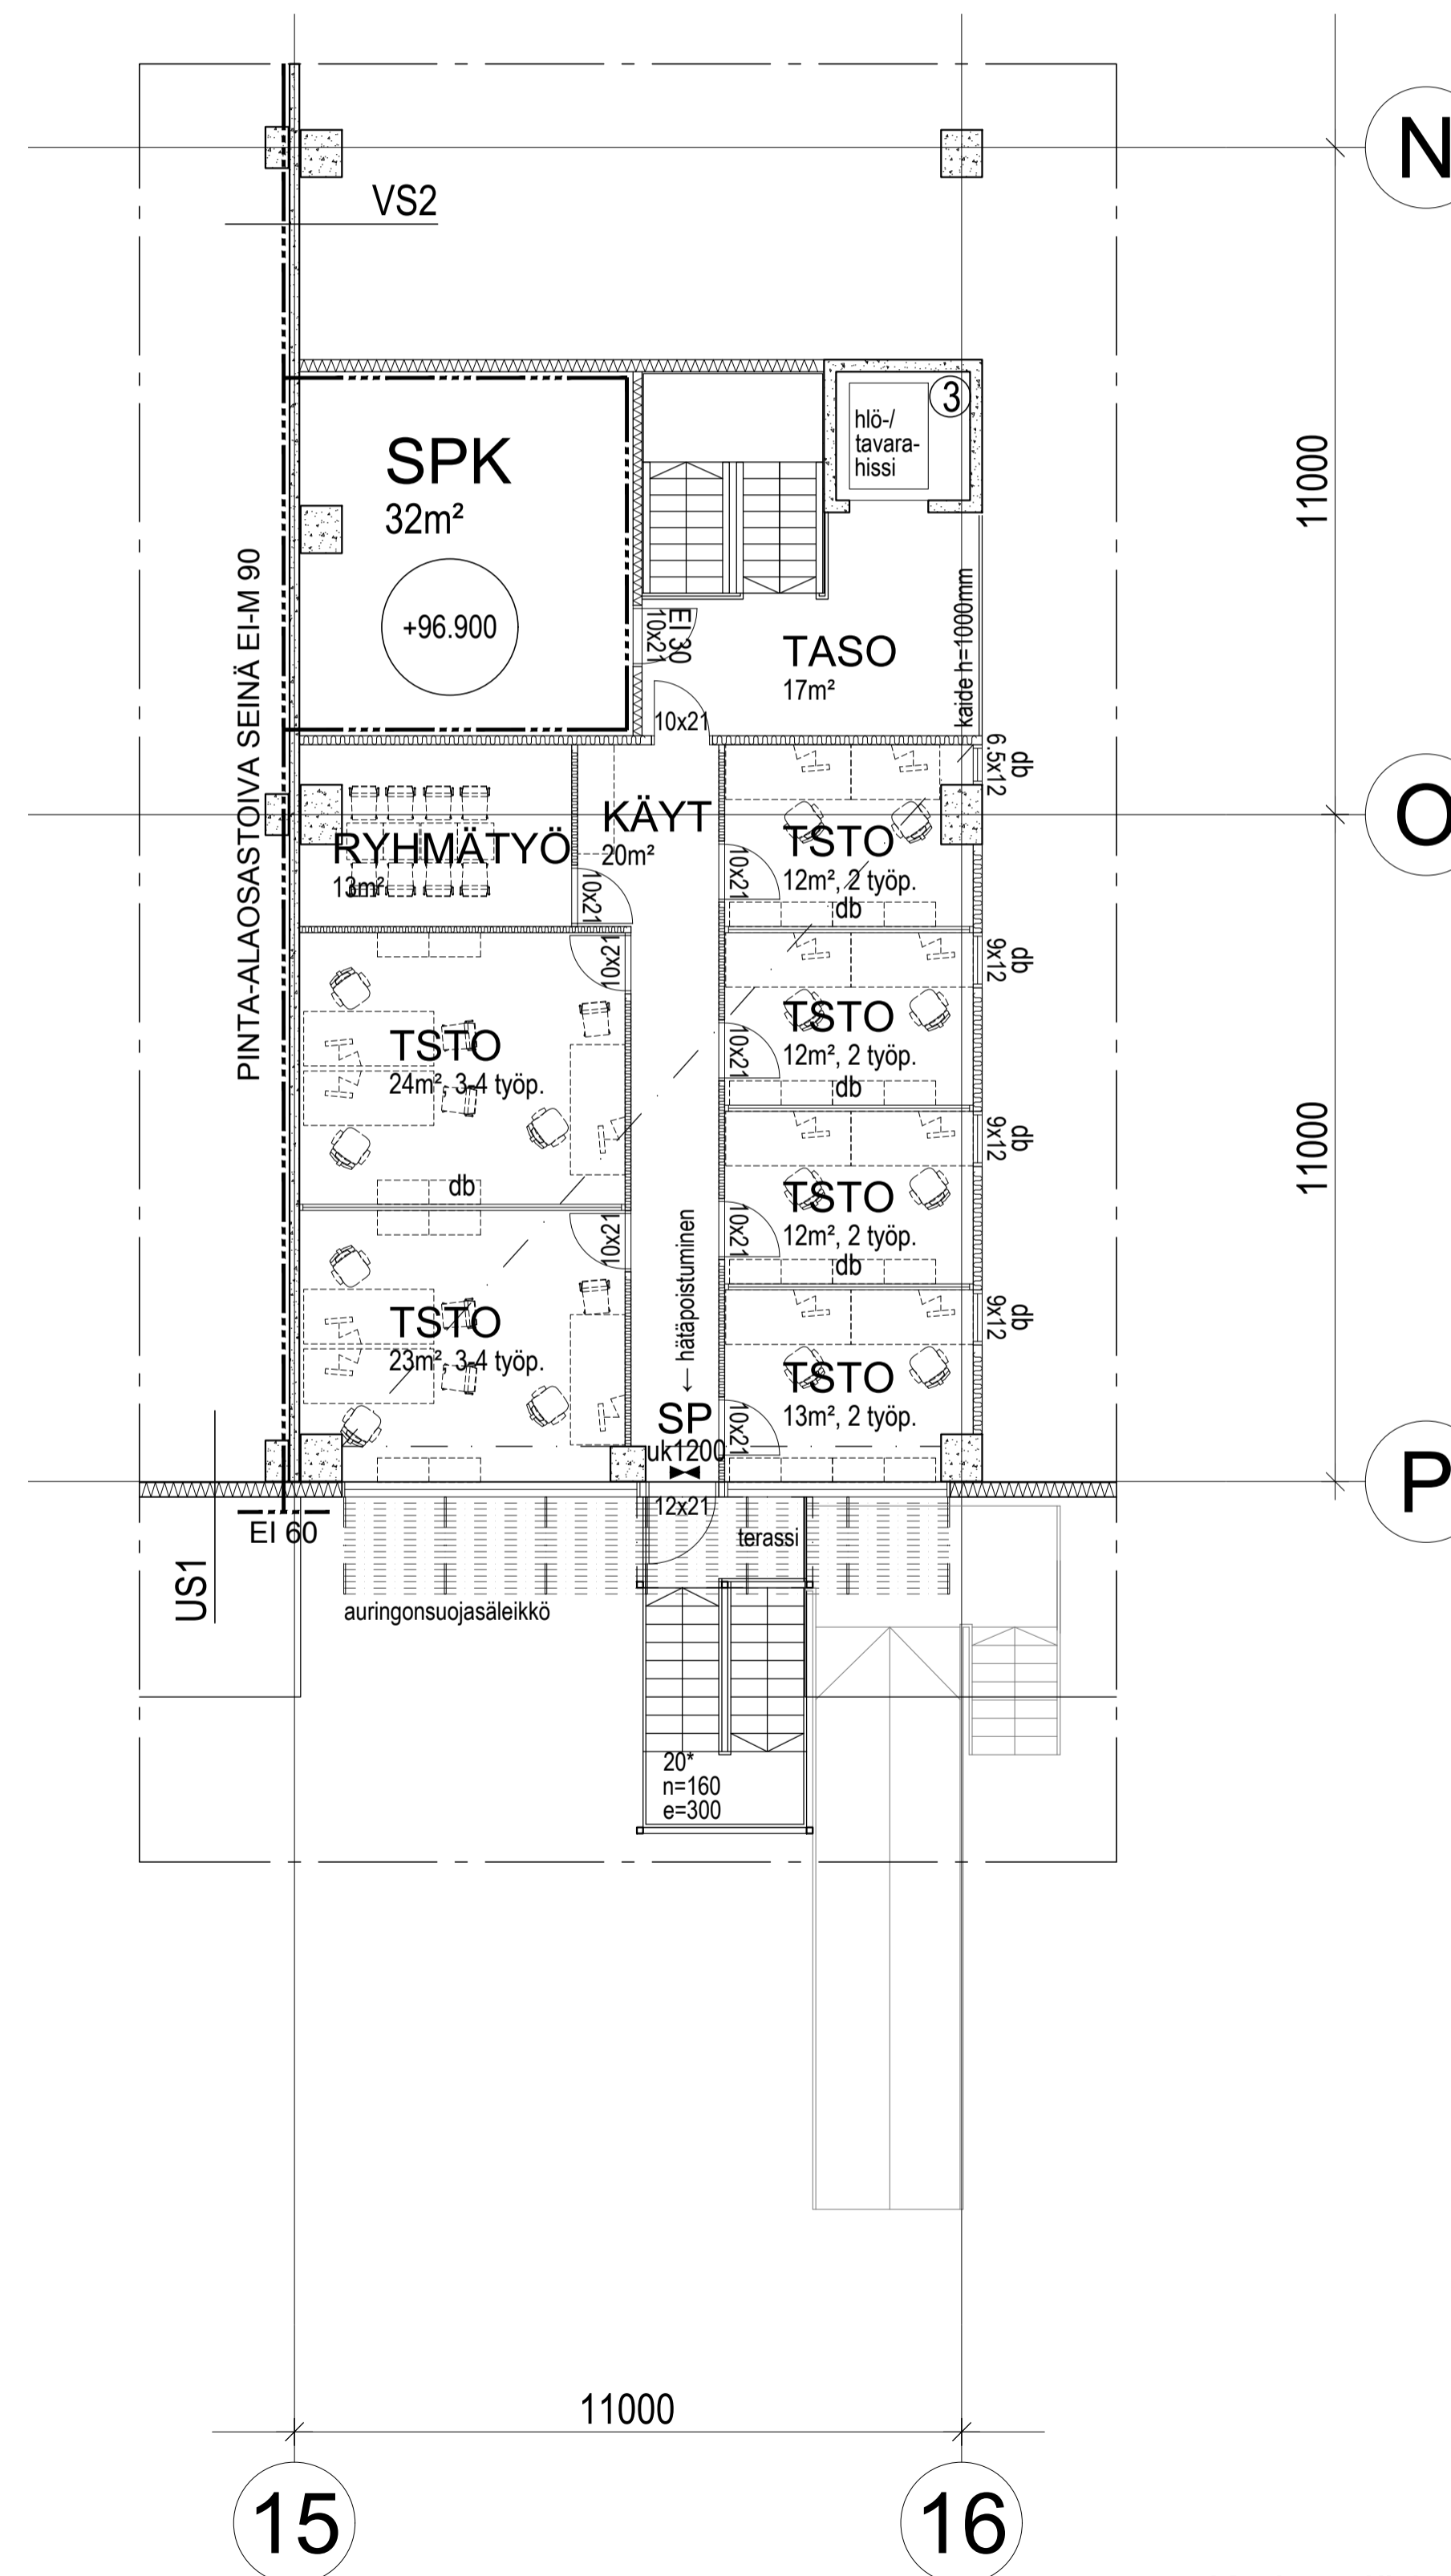 N
VS2
3
hlö-/
tavara-
hissi
SPK
32m²
+96.900
11000
EI 30
10x21
TASO
17m²
kaide h=1000mm
10x21
PINTA-ALAOSASTOIVA SEINÄ EI-M 90
db
6.5x12
O
RYHMÄTYÖ
13m²
KÄYT
20m²
10x21
10x21
TSTO
12m², 2 työp.
db
10x21
TSTO
24m², 3-4 työp.
db
10x21
TSTO
12m², 2 työp.
db
db
9x12
11000
10x21
TSTO
12m², 2 työp.
db
db
9x12
10x21
TSTO
23m², 3-4 työp.
← hätäpoistuminen
SP
uk1200
10x21
TSTO
13m², 2 työp.
db
9x12
P
EI 60
US1
12x21
terassi
auringonsuojasäleikkö
20*
n=160
e=300
11000
15
16